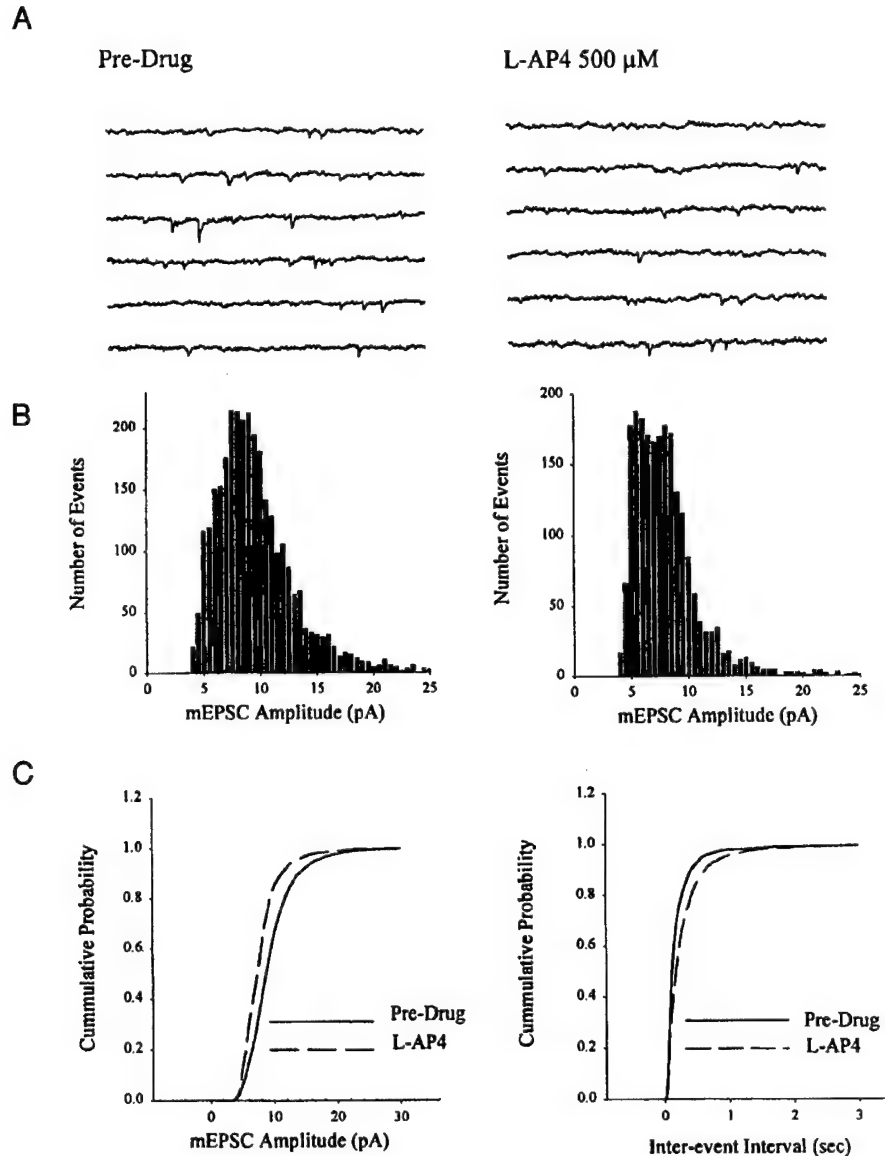 A
Pre-Drug
L-AP4 500 μM
B
Number of Events
200
150
100
50
0
0 5 10 15 20 25
mEPSC Amplitude (pA)
Number of Events
200
150
100
50
0
0 5 10 15 20 25
mEPSC Amplitude (pA)
C
Cummulative Probability
1.2
1.0
0.8
0.6
0.4
0.2
0.0
Pre-Drug
L-AP4
0 10 20 30
mEPSC Amplitude (pA)
Cummulative Probability
1.2
1.0
0.8
0.6
0.4
0.2
0.0
Pre-Drug
L-AP4
0 1 2 3
Inter-event Interval (sec)